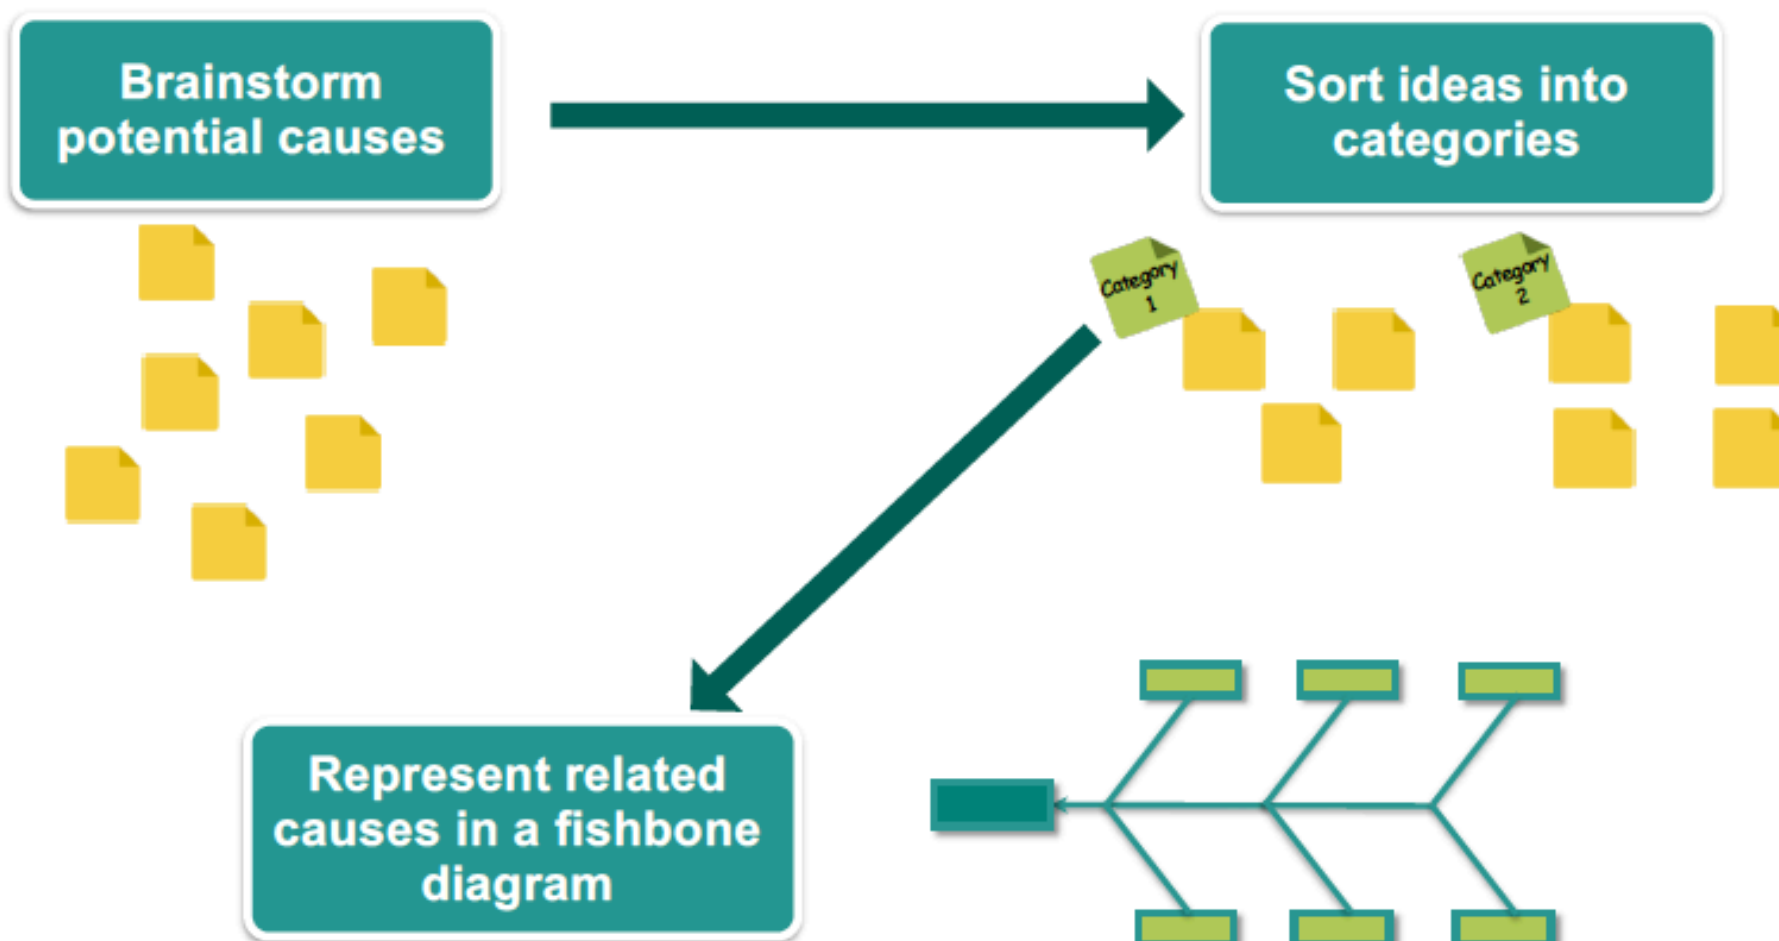 Brainstorm
potential causes
Sort ideas into
categories
Category
1
Category
2
Represent related
causes in a fishbone
diagram